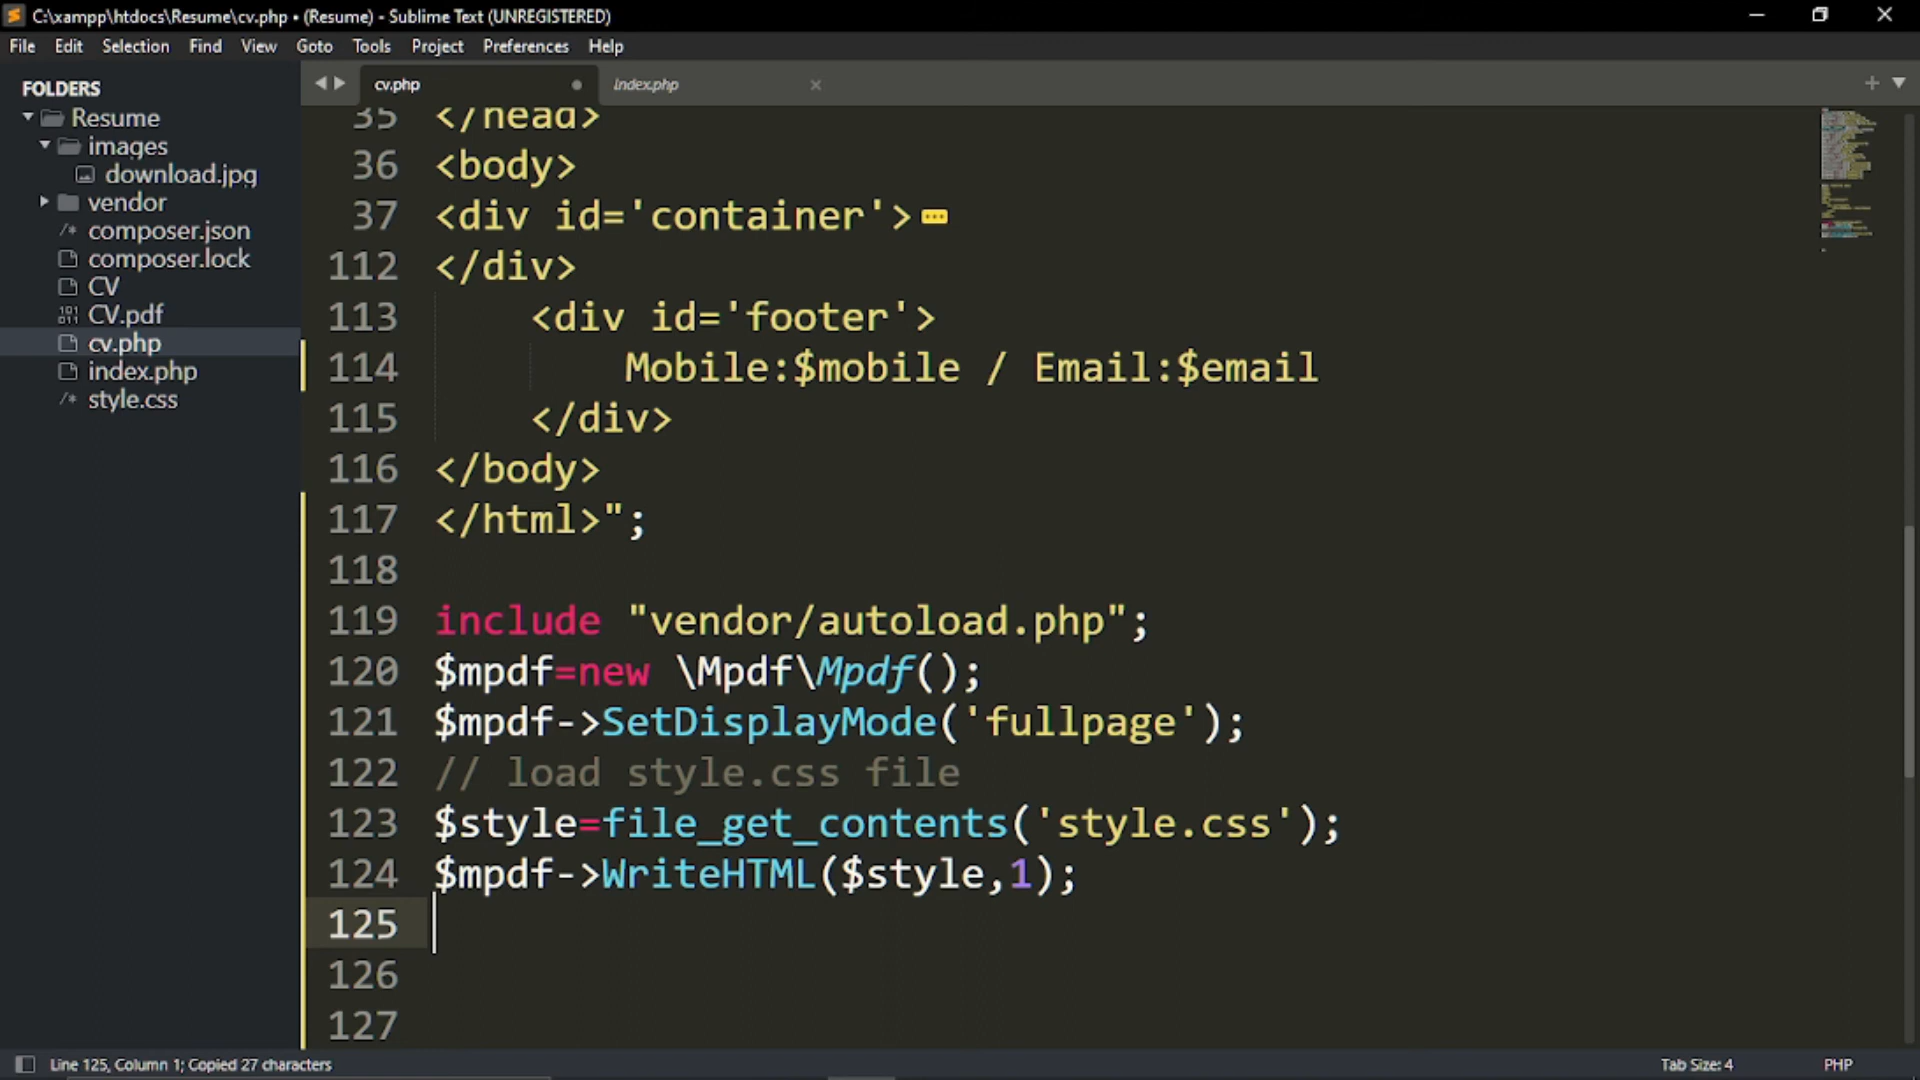 C:\xampp\htdocs\Resume\cv.php • (Resume) - Sublime Text (UNREGISTERED)
File Edit Selection Find View Goto Tools Project Preferences Help
FOLDERS
Resume
images
download.jpg
vendor
/* composer.json
composer.lock
CV
CV.pdf
cv.php
index.php
/* style.css
cv.php index.php
35 </head>
36 <body>
37 <div id='container'>
112 </div>
113 <div id='footer'>
114 Mobile:$mobile / Email:$email
115 </div>
116 </body>
117 </html>";
118
119 include "vendor/autoload.php";
120 $mpdf=new \Mpdf\Mpdf();
121 $mpdf->SetDisplayMode('fullpage');
122 // load style.css file
123 $style=file_get_contents('style.css');
124 $mpdf->WriteHTML($style,1);
125
126
127
Line 125, Column 1; Copied 27 characters Tab Size: 4 PHP